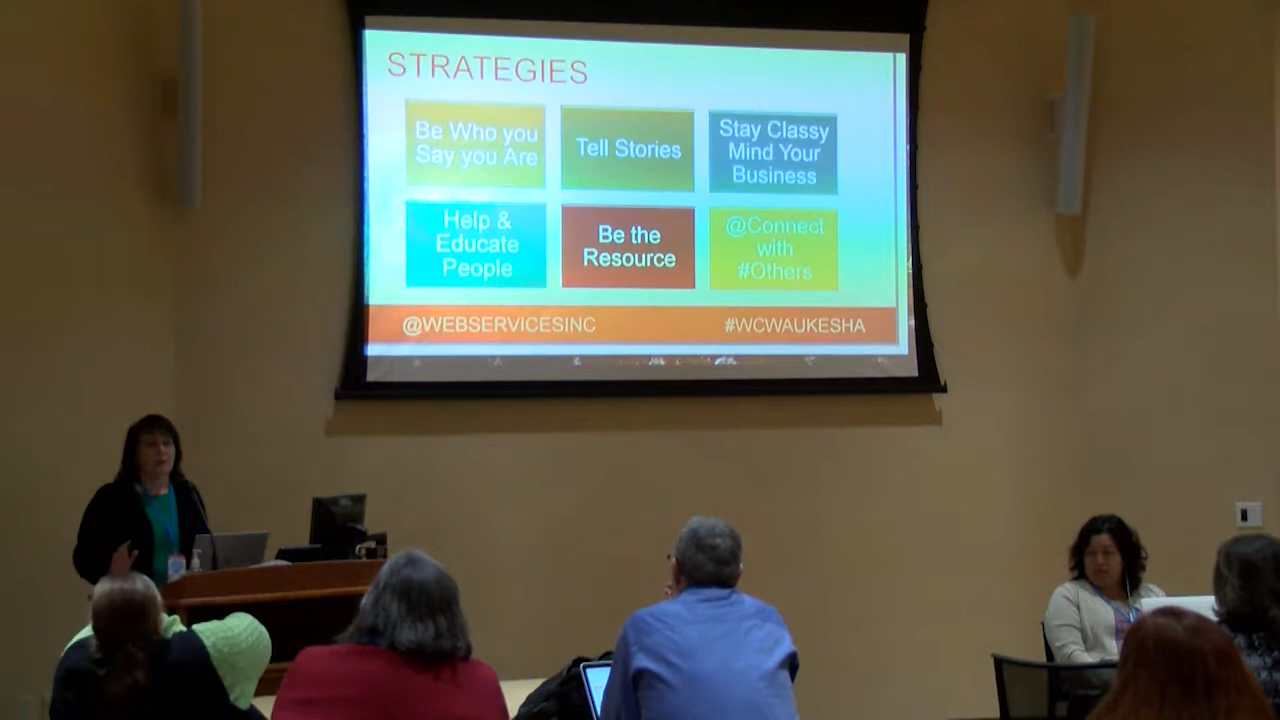 STRATEGIES
Be Who you
Say you Are
Tell Stories
Stay Classy
Mind Your
Business
Help &
Educate
People
Be the
Resource
@Connect
with
#Others
@WEBSERVICESINC
#WCWAUKESHA